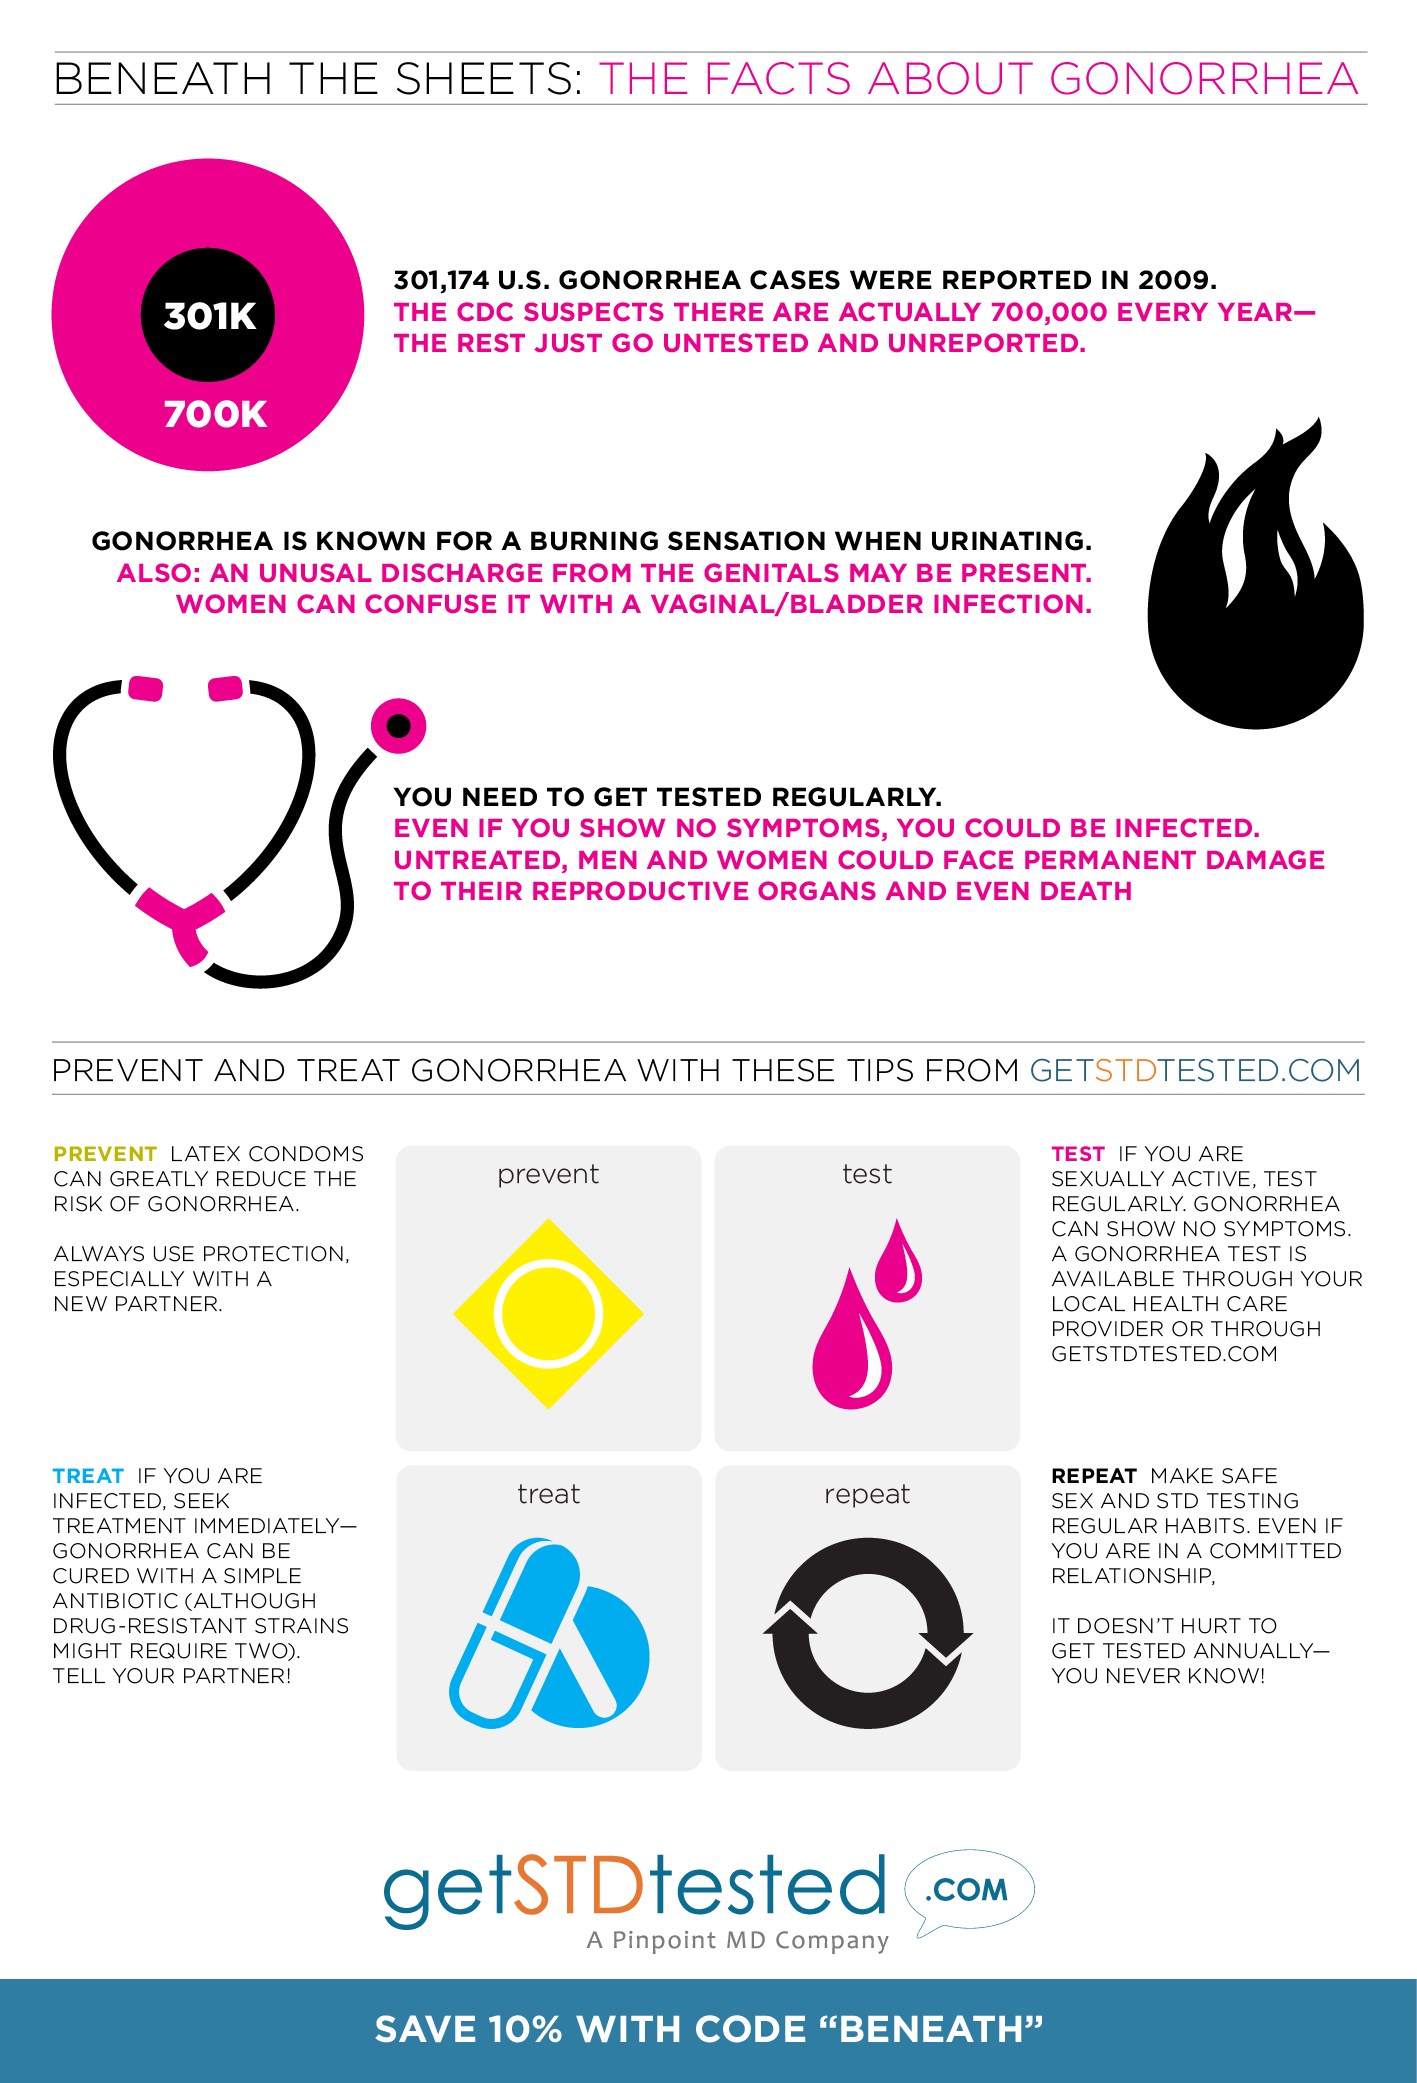 BENEATH THE SHEETS: THE FACTS ABOUT GONORRHEA
301K
700K
301,174 U.S. GONORRHEA CASES WERE REPORTED IN 2009.
THE CDC SUSPECTS THERE ARE ACTUALLY 700,000 EVERY YEAR—
THE REST JUST GO UNTESTED AND UNREPORTED.
GONORRHEA IS KNOWN FOR A BURNING SENSATION WHEN URINATING.
ALSO: AN UNUSAL DISCHARGE FROM THE GENITALS MAY BE PRESENT.
WOMEN CAN CONFUSE IT WITH A VAGINAL/BLADDER INFECTION.
YOU NEED TO GET TESTED REGULARLY.
EVEN IF YOU SHOW NO SYMPTOMS, YOU COULD BE INFECTED.
UNTREATED, MEN AND WOMEN COULD FACE PERMANENT DAMAGE
TO THEIR REPRODUCTIVE ORGANS AND EVEN DEATH
PREVENT AND TREAT GONORRHEA WITH THESE TIPS FROM GETSTDTESTED.COM
PREVENT LATEX CONDOMS
CAN GREATLY REDUCE THE
RISK OF GONORRHEA.
ALWAYS USE PROTECTION,
ESPECIALLY WITH A
NEW PARTNER.
prevent
test
TEST IF YOU ARE
SEXUALLY ACTIVE, TEST
REGULARLY. GONORRHEA
CAN SHOW NO SYMPTOMS.
A GONORRHEA TEST IS
AVAILABLE THROUGH YOUR
LOCAL HEALTH CARE
PROVIDER OR THROUGH
GETSTDTESTED.COM
TREAT IF YOU ARE
INFECTED, SEEK
TREATMENT IMMEDIATELY—
GONORRHEA CAN BE
CURED WITH A SIMPLE
ANTIBIOTIC (ALTHOUGH
DRUG-RESISTANT STRAINS
MIGHT REQUIRE TWO).
TELL YOUR PARTNER!
treat
repeat
REPEAT MAKE SAFE
SEX AND STD TESTING
REGULAR HABITS. EVEN IF
YOU ARE IN A COMMITTED
RELATIONSHIP,
IT DOESN'T HURT TO
GET TESTED ANNUALLY—
YOU NEVER KNOW!
getSTDtested .COM
A Pinpoint MD Company
SAVE 10% WITH CODE “BENEATH”